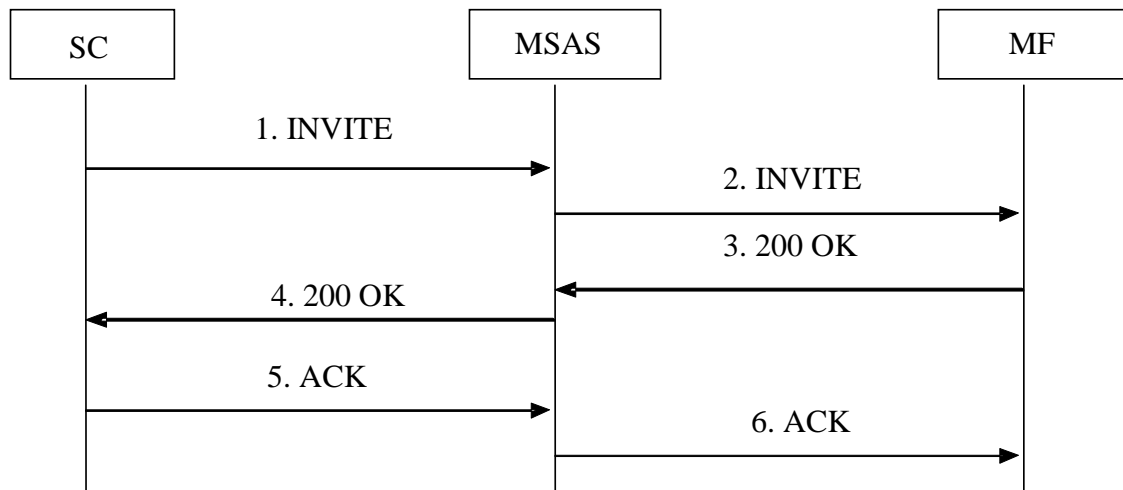 SC
MSAS
MF
1. INVITE
2. INVITE
3. 200 OK
4. 200 OK
5. ACK
6. ACK